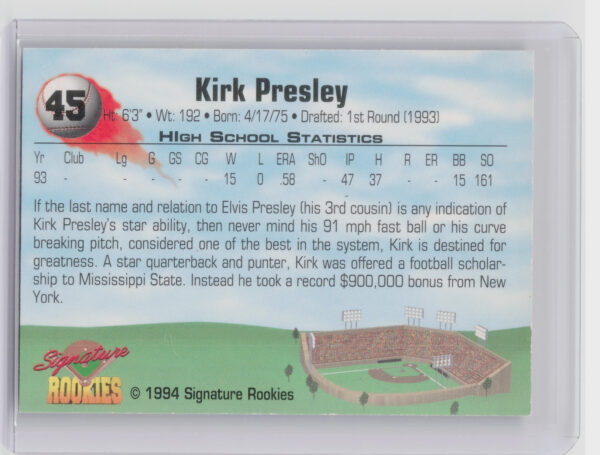 45
Kirk Presley
Ht: 6'3" • Wt: 192 • Born: 4/17/75 • Drafted: 1st Round (1993)
HIGH SCHOOL STATISTICS
Yr Club Lg G GS CG W L ERA ShO IP H R ER BB SO
93 - - - - - 15 0 .58 - 47 37 - - 15 161
If the last name and relation to Elvis Presley (his 3rd cousin) is any indication of
Kirk Presley's star ability, then never mind his 91 mph fast ball or his curve
breaking pitch, considered one of the best in the system, Kirk is destined for
greatness. A star quarterback and punter, Kirk was offered a football scholar-
ship to Mississippi State. Instead he took a record $900,000 bonus from New
York.
Signature
ROOKIES © 1994 Signature Rookies